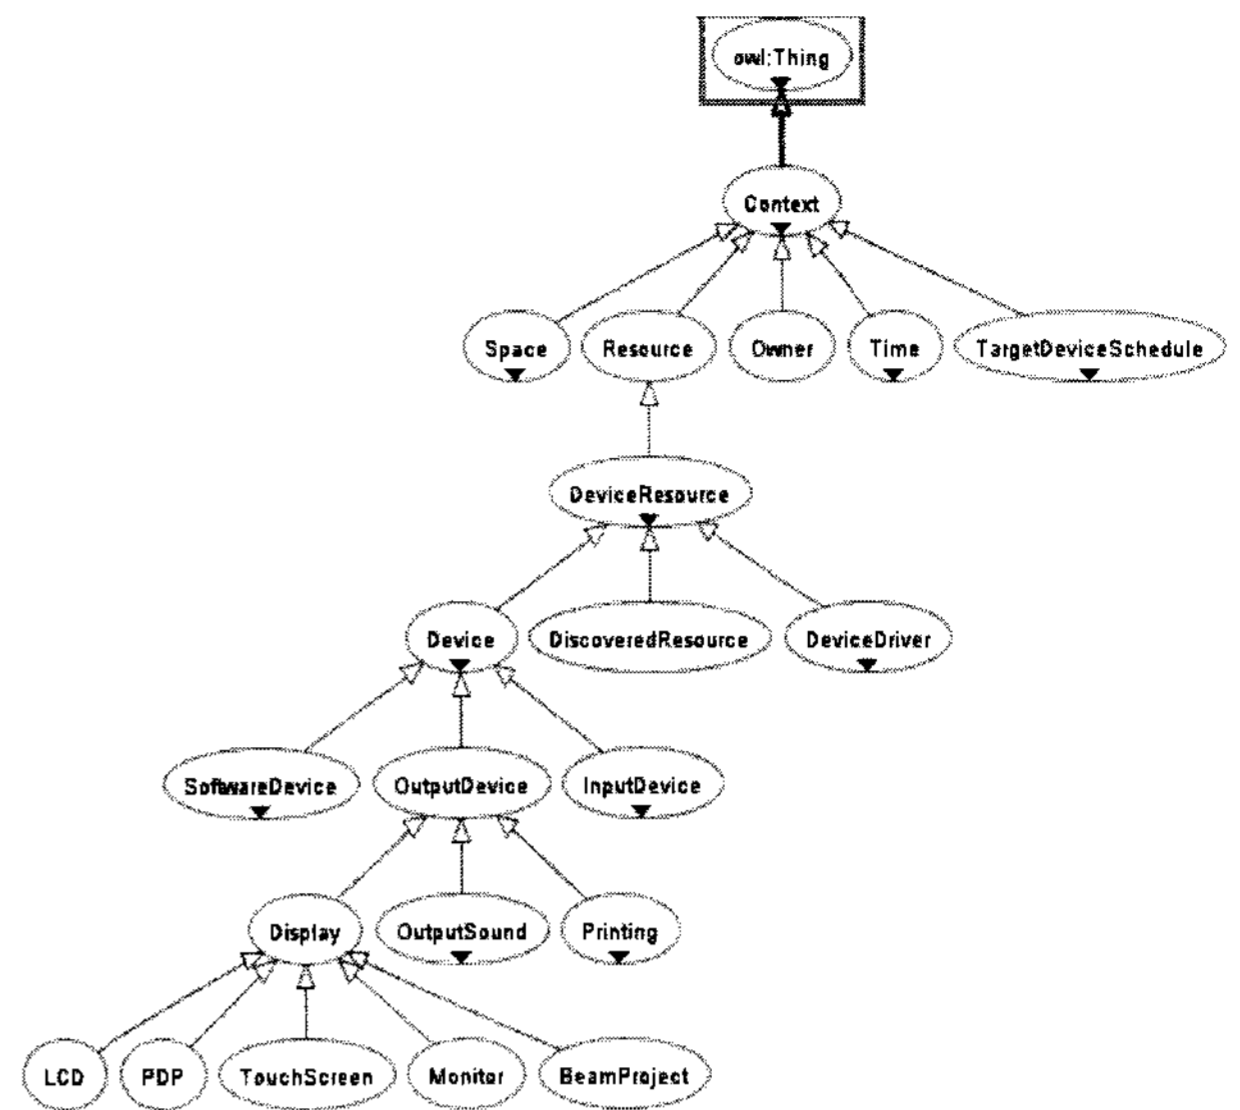 owl:Thing
Context
Space
Resource
Owner
Time
TargetDeviceSchedule
DeviceResource
Device
DiscoveredResource
DeviceDriver
SoftwareDevice
OutputDevice
InputDevice
Display
OutputSound
Printing
LCD
PDP
TouchScreen
Monitor
BeamProject